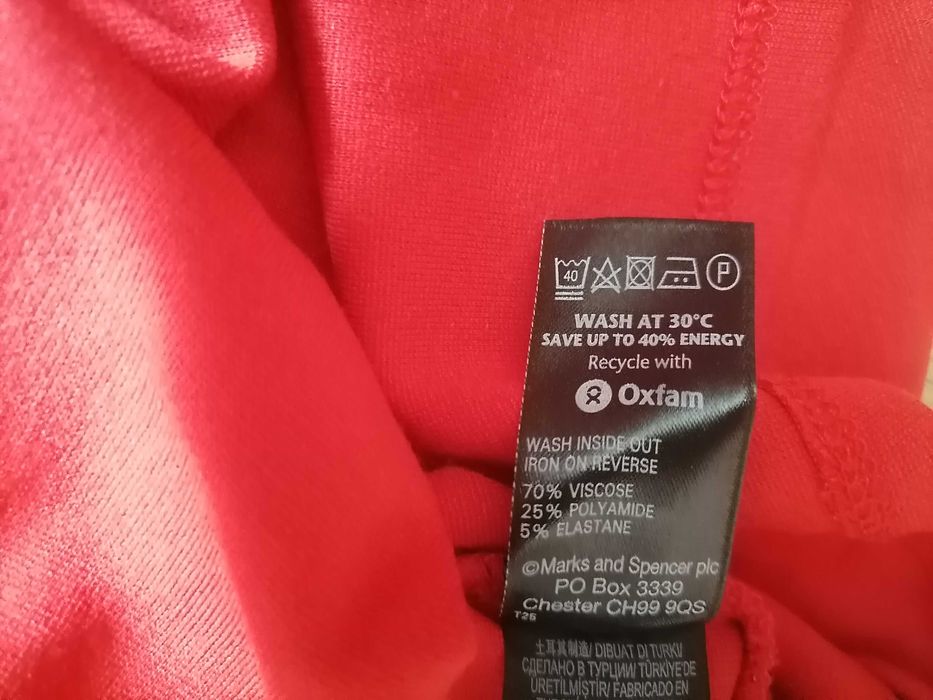 40
P
WASH AT 30°C
SAVE UP TO 40% ENERGY
Recycle with
Oxfam
WASH INSIDE OUT
IRON ON REVERSE
70% VISCOSE
25% POLYAMIDE
5% ELASTANE
©Marks and Spencer plc
PO Box 3339
Chester CH99 9QS
T25
土耳其制造/ DIBUAT DI TURKI/
СДЕЛАНО В ТУРЦИИ/ TÜRKİYE'DE
ÜRETİLMİŞTİR/ FABRICADO EN